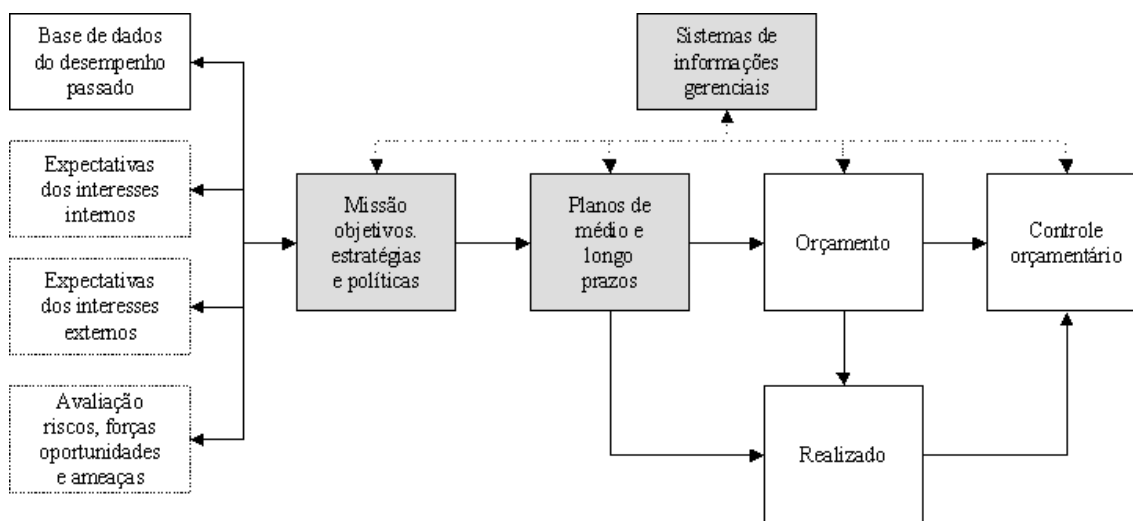 Base de dados
do desempenho
passado
Sistemas de
informações
gerenciais
Expectativas
dos interesses
internos
Missão
objetivos.
estratégias
e políticas
Planos de
médio e
longo
prazos
Orçamento
Controle
orçamentário
Expectativas
dos interesses
externos
Avaliação
riscos, forças
oportunidades
e ameaças
Realizado